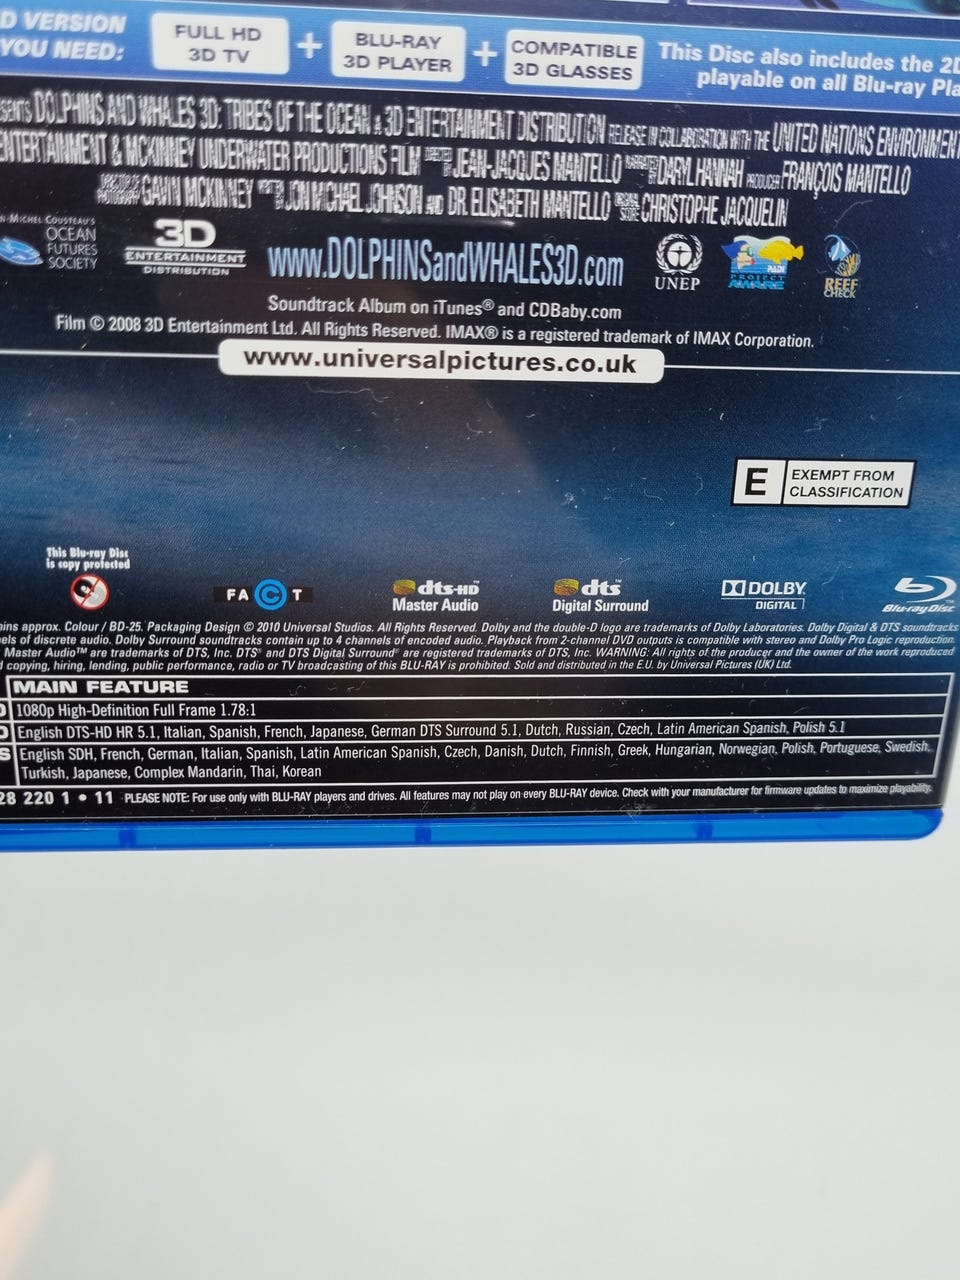 D VERSION
YOU NEED:
FULL HD
3D TV
+
BLU-RAY
3D PLAYER
+
COMPATIBLE
3D GLASSES
This Disc also includes the 2D
playable on all Blu-ray Pla
SENTS DOLPHINS AND WHALES 3D: TRIBES OF THE OCEAN A 3D ENTERTAINMENT DISTRIBUTION RELEASE IN COLLABORATION WITH THE UNITED NATIONS ENVIRONMENT
ENTERTAINMENT & MCKINNEY UNDERWATER PRODUCTIONS FILM DIRECTED BY JEAN-JACQUES MANTELLO NARRATED BY DARYL HANNAH PRODUCER FRANÇOIS MANTELLO
DIRECTOR OF PHOTOGRAPHY GAVIN MCKINNEY JON MICHAEL JOHNSON AND DR. ELISABETH MANTELLO ORIGINAL SCORE CHRISTOPHE JACQUELIN
N-MICHEL COUSTEAU'S
OCEAN
FUTURES
SOCIETY
3D
ENTERTAINMENT
DISTRIBUTION
www.DOLPHINSandWHALES3D.com
UNEP
PADI
PROJECT
AWARE
REEF
CHECK
Soundtrack Album on iTunes® and CDBaby.com
Film © 2008 3D Entertainment Ltd. All Rights Reserved. IMAX® is a registered trademark of IMAX Corporation.
www.universalpictures.co.uk
E EXEMPT FROM
CLASSIFICATION
This Blu-ray Disc
is copy protected
FACT
dts-HD™
Master Audio
dts™
Digital Surround
DOLBY
DIGITAL
Blu-ray Disc™
ins approx. Colour / BD-25. Packaging Design © 2010 Universal Studios. All Rights Reserved. Dolby and the double-D logo are trademarks of Dolby Laboratories. Dolby Digital & DTS soundtracks
els of discrete audio. Dolby Surround soundtracks contain up to 4 channels of encoded audio. Playback from 2-channel DVD outputs is compatible with stereo and Dolby Pro Logic reproduction.
Master Audio™ are trademarks of DTS, Inc. DTS® and DTS Digital Surround® are registered trademarks of DTS, Inc. WARNING: All rights of the producer and the owner of the work reproduced
d copying, hiring, lending, public performance, radio or TV broadcasting of this BLU-RAY is prohibited. Sold and distributed in the E.U. by Universal Pictures (UK) Ltd.
MAIN FEATURE
O 1080p High-Definition Full Frame 1.78:1
O English DTS-HD HR 5.1, Italian, Spanish, French, Japanese, German DTS Surround 5.1, Dutch, Russian, Czech, Latin American Spanish, Polish 5.1
S English SDH, French, German, Italian, Spanish, Latin American Spanish, Czech, Danish, Dutch, Finnish, Greek, Hungarian, Norwegian, Polish, Portuguese, Swedish,
Turkish, Japanese, Complex Mandarin, Thai, Korean
28 220 1 • 11 PLEASE NOTE: For use only with BLU-RAY players and drives. All features may not play on every BLU-RAY device. Check with your manufacturer for firmware updates to maximize playability.